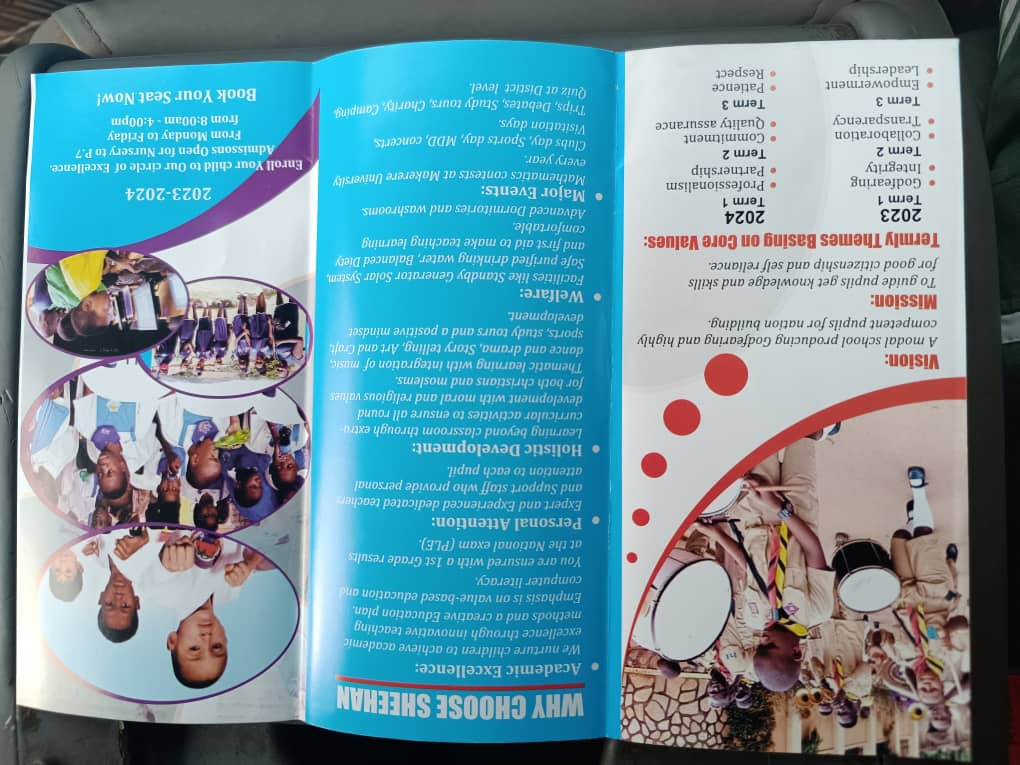 Vision:
A modal school producing Godfearing and highly
competent pupils for nation building.
Mission:
To guide pupils get knowledge and skills
for good citizenship and self reliance.
Termly Themes Basing on Core Values:
2023
Term 1
• Godfearing
• Integrity
Term 2
• Collaboration
• Transparency
Term 3
• Empowerment
• Leadership
2024
Term 1
• Professionalism
• Partnership
Term 2
• Commitment
• Quality assurance
Term 3
• Patience
• Respect
WHY CHOOSE SHEEHAN
• Academic Excellence:
We nurture children to achieve academic
excellence through innovative teaching
methods and a creative Education plan.
Emphasis is on value-based education and
computer literacy.
You are ensured with 1st Grade results
at the National exam (PLE).
• Personal Attention:
Expert and Experienced dedicated teachers
and Support staff who provide personal
attention to each pupil.
• Holistic Development:
Learning beyond classroom through extro-
curricular activities to ensure all round
development with moral and religious values
for both christians and moslems.
Thematic learning with integration of music,
dance and drama, Story telling, Art and Craft,
sports, study tours and a positive mindset
development.
• Welfare:
Facilities like Standby Generator Solar System,
Safe purified drinking water, Balanced Diet
and first aid to make teaching learning
comfortable.
Advanced Dormitories and washrooms.
• Major Events:
Mathematics contests at Makerere University
every year.
Clubs day, Sports day, MDD, concerts,
Visitation days.
Trips, Debates, Study tours, Charity, Camping,
Quiz at District level.
2023-2024
Enroll Your child to Our circle of Excellence.
Admissons Open for Nursery to P.7
From Monday to Friday
from 8:00am - 4:00pm
Book Your Seat Now!